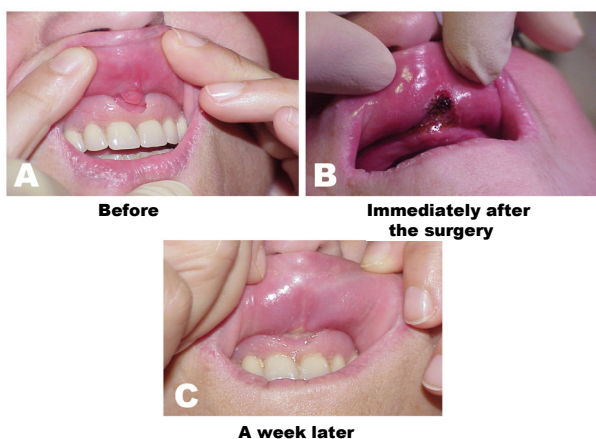 A
B
Before
Immediately after
the surgery
C
A week later